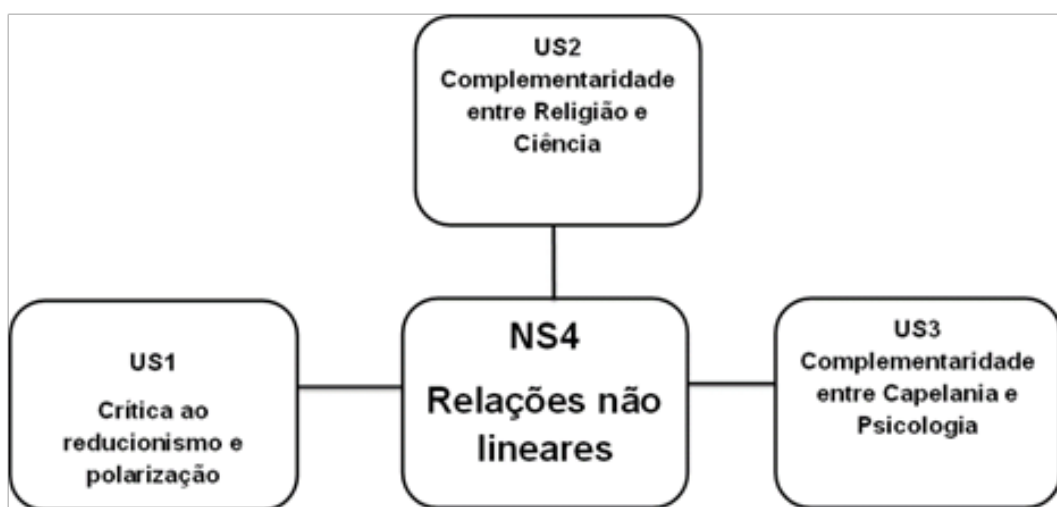 US2
Complementaridade
entre Religião e
Ciência
US1
Crítica ao
reducionismo e
polarização
NS4
Relações não
lineares
US3
Complementaridade
entre Capelania e
Psicologia